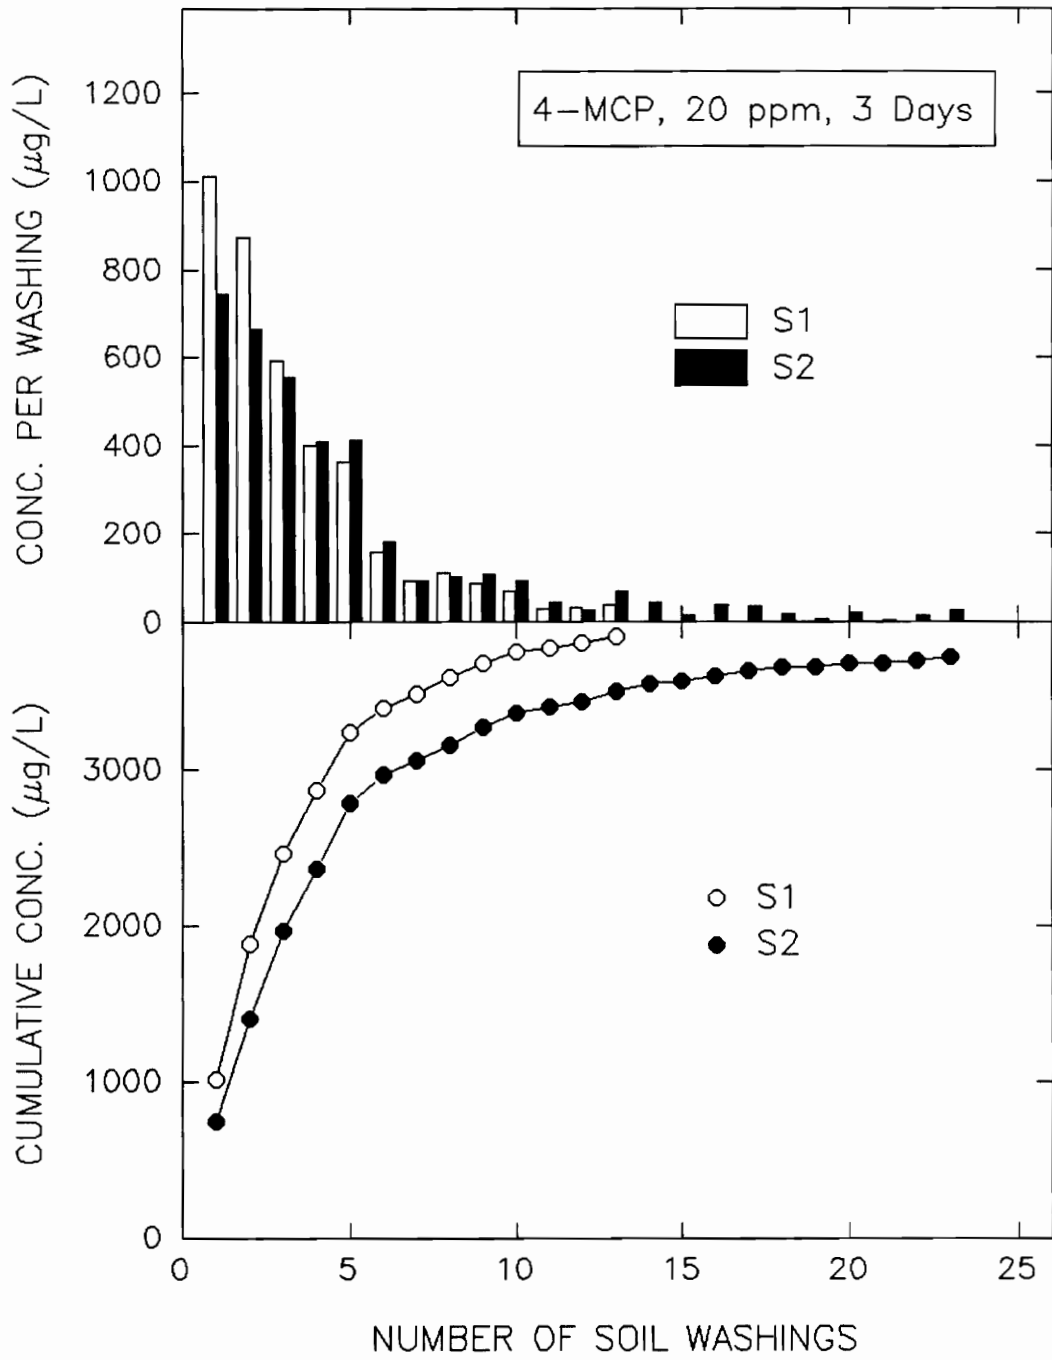 CONC. PER WASHING (μg/L)
1200
1000
800
600
400
200
0
4-MCP, 20 ppm, 3 Days
S1
S2
CUMULATIVE CONC. (μg/L)
3000
2000
1000
0
S1
S2
0 5 10 15 20 25
NUMBER OF SOIL WASHINGS